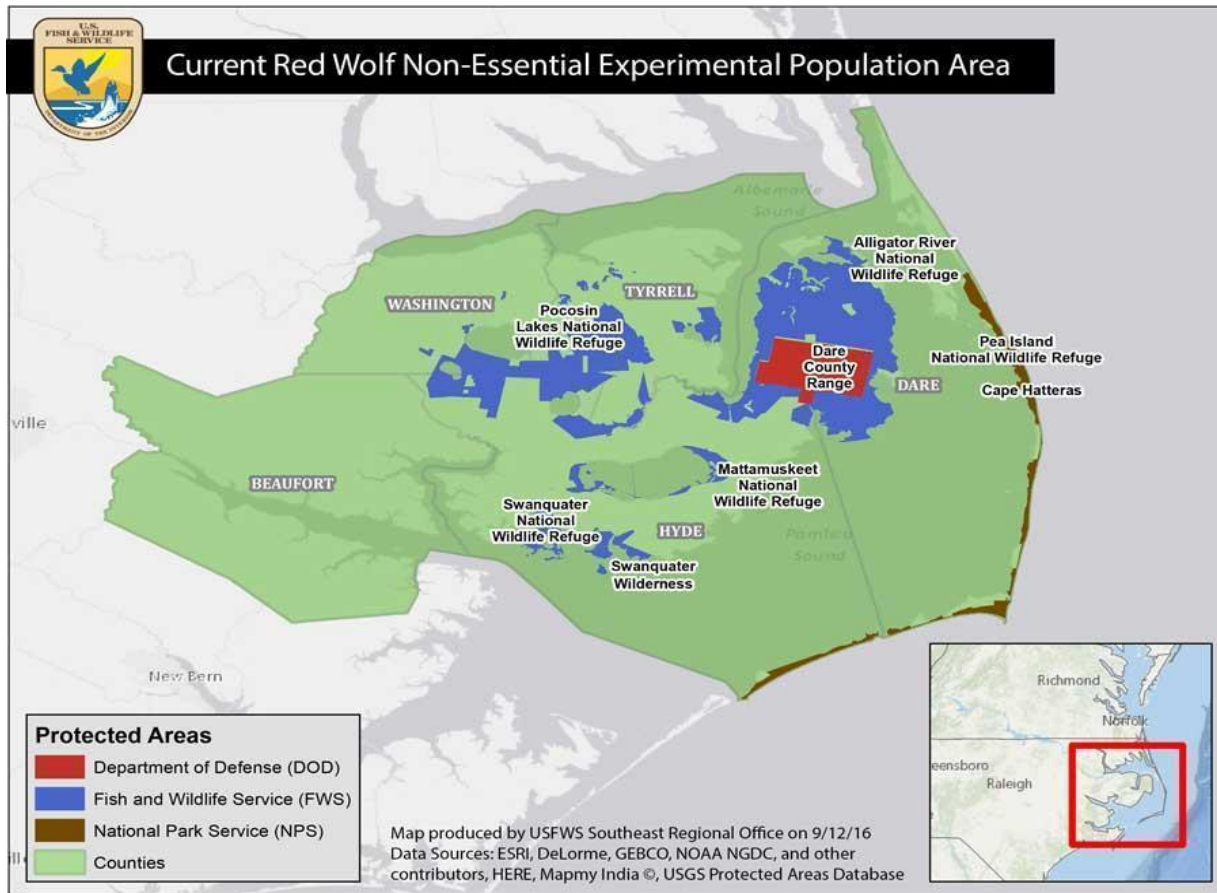 U.S.
FISH & WILDLIFE
SERVICE
DEPARTMENT OF THE INTERIOR
Current Red Wolf Non-Essential Experimental Population Area
Albemarle
Sound
Alligator River
National
Wildlife Refuge
WASHINGTON
TYRRELL
Pocosin
Lakes National
Wildlife Refuge
Pea Island
National Wildlife Refuge
Dare
County
Range
DARE
Cape Hatteras
ville
BEAUFORT
Mattamuskeet
National
Wildlife Refuge
Swanquater
National
Wildlife Refuge
HYDE
Pamlico
Sound
Swanquater
Wilderness
New Bern
Protected Areas
Department of Defense (DOD)
Fish and Wildlife Service (FWS)
National Park Service (NPS)
Counties
ville
Map produced by USFWS Southeast Regional Office on 9/12/16
Data Sources: ESRI, DeLorme, GEBCO, NOAA NGDC, and other
contributors, HERE, Mapmy India ©, USGS Protected Areas Database
Richmond
Norfolk
eensboro
Raleigh